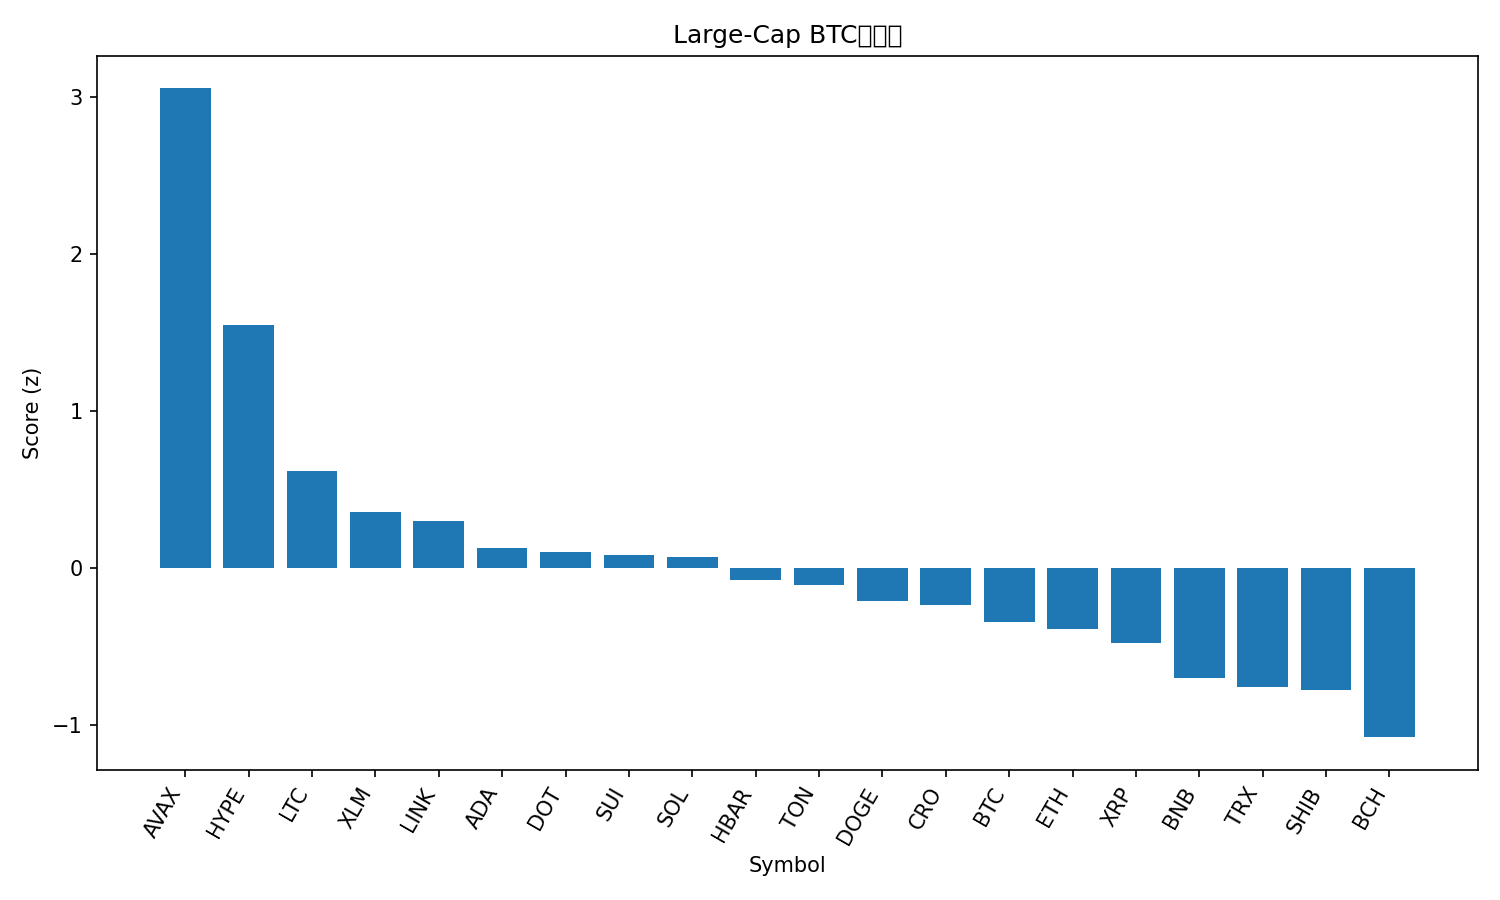 Large-Cap BTC
Score (z)
3
2
1
0
−1
AVAX
HYPE
LTC
XLM
LINK
ADA
DOT
SUI
SOL
HBAR
TON
DOGE
CRO
BTC
ETH
XRP
BNB
TRX
SHIB
BCH
Symbol